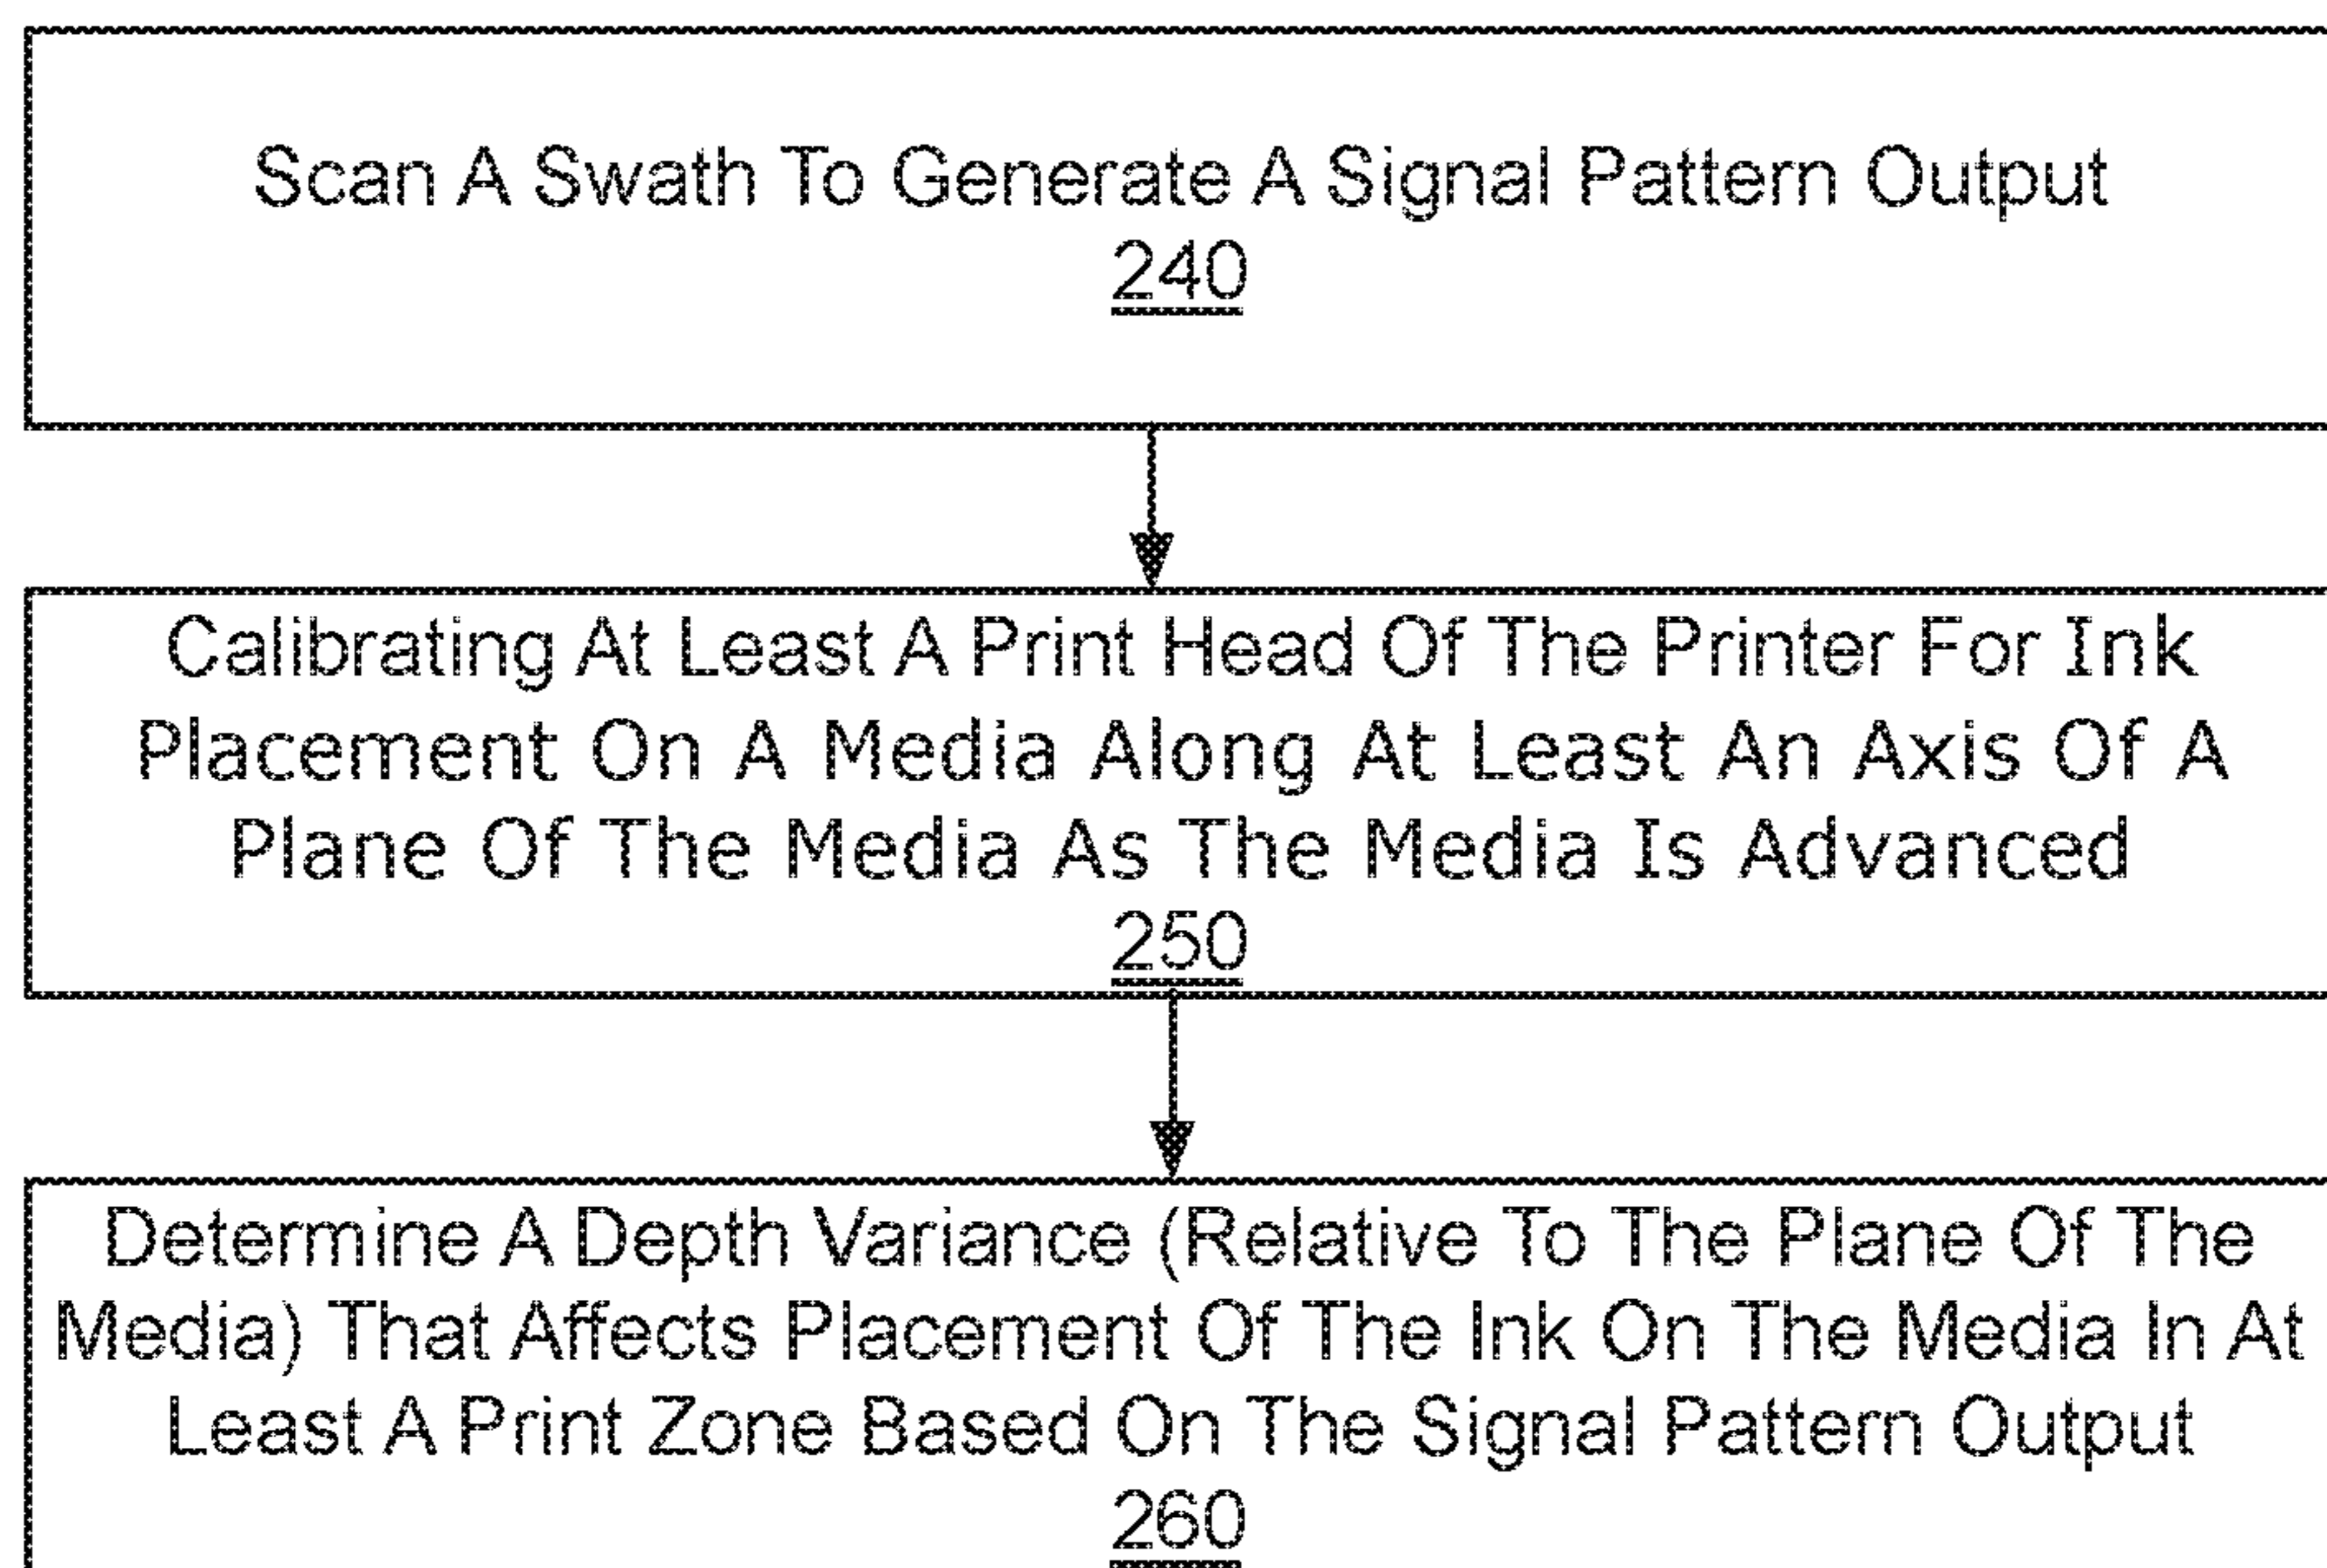 Scan A Swath To Generate A Signal Pattern Output
240
Calibrating At Least A Print Head Of The Printer For Ink
Placement On A Media Along At Least An Axis Of A
Plane Of The Media As The Media Is Advanced
250
Determine A Depth Variance (Relative To The Plane Of The
Media) That Affects Placement Of The Ink On The Media In At
Least A Print Zone Based On The Signal Pattern Output
260